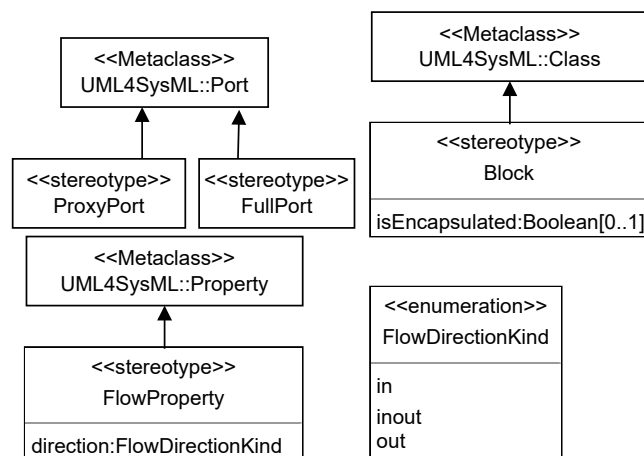 <<Metaclass>>
UML4SysML::Port
<<stereotype>>
ProxyPort
<<stereotype>>
FullPort
<<Metaclass>>
UML4SysML::Class
<<stereotype>>
Block
isEncapsulated:Boolean[0..1]
<<Metaclass>>
UML4SysML::Property
<<stereotype>>
FlowProperty
direction:FlowDirectionKind
<<enumeration>>
FlowDirectionKind
in
inout
out